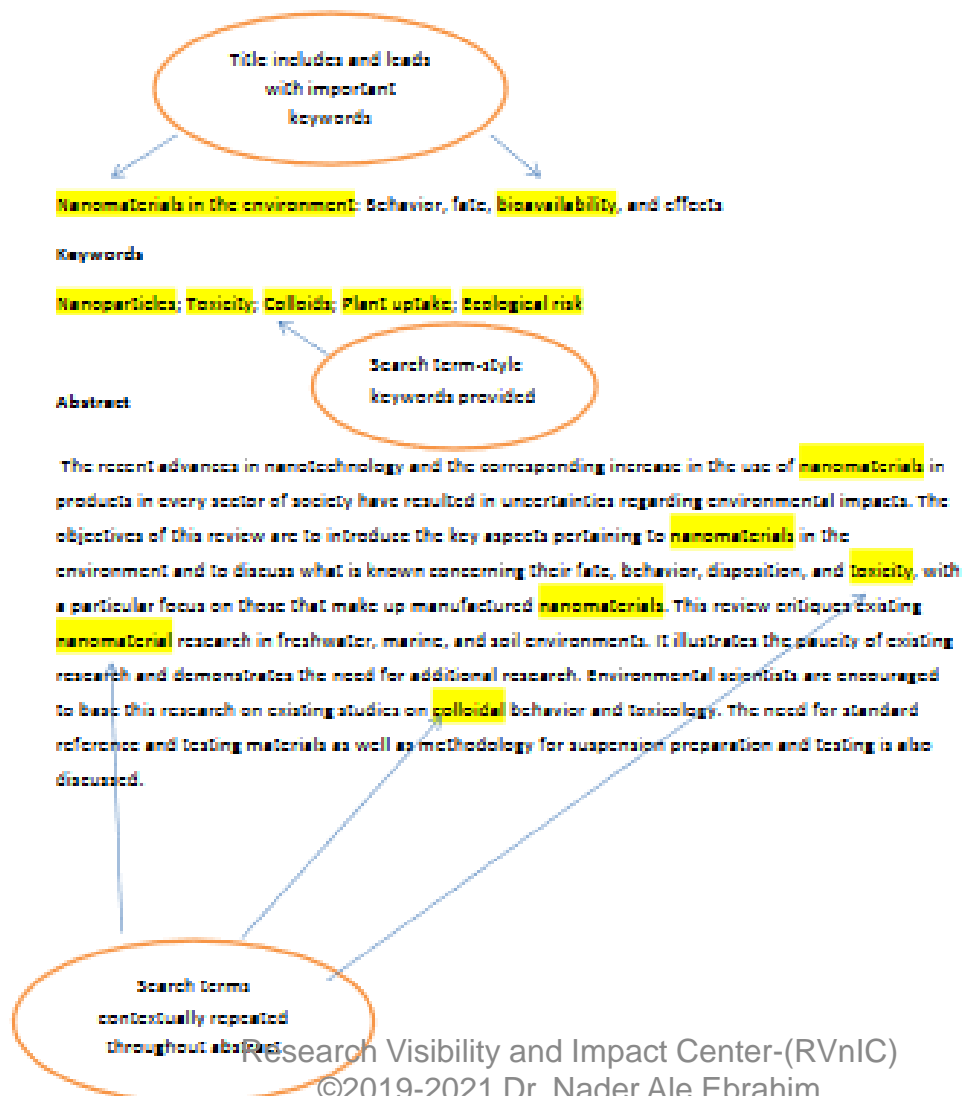 Title includes and leads
with important
keywords
Nanomaterials in the environment: Behavior, fate, bioavailability, and effects
Keywords
Nanoparticles; Toxicity; Colloids; Plant uptake; Ecological risk
Search term-style
keywords provided
Abstract
The recent advances in nanotechnology and the corresponding increase in the use of nanomaterials in
products in every sector of society have resulted in uncertainties regarding environmental impacts. The
objectives of this review are to introduce the key aspects pertaining to nanomaterials in the
environment and to discuss what is known concerning their fate, behavior, disposition, and toxicity, with
a particular focus on those that make up manufactured nanomaterials. This review critiques existing
nanomaterial research in freshwater, marine, and soil environments. It illustrates the paucity of existing
research and demonstrates the need for additional research. Environmental scientists are encouraged
to base this research on existing studies on colloidal behavior and toxicology. The need for standard
reference and testing materials as well as methodology for suspension preparation and testing is also
discussed.
Search terms
contextually repeated
throughout abstract
Research Visibility and Impact Center-(RVnIC)
©2019-2021 Dr. Nader Ale Ebrahim